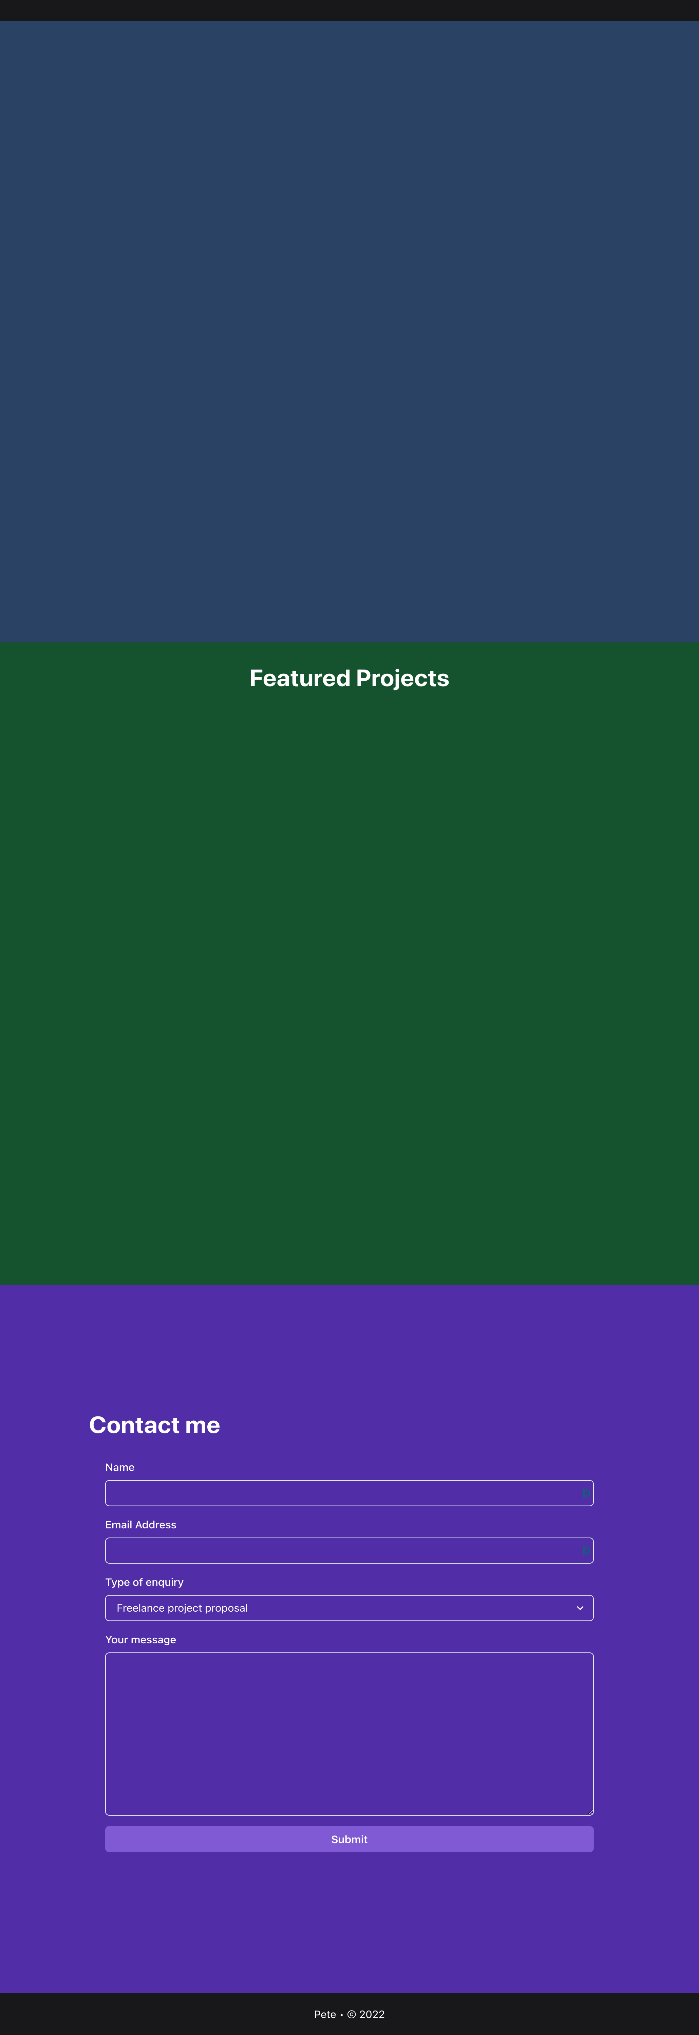 Featured Projects
Contact me
Name
Email Address
Type of enquiry
Freelance project proposal
Your message
Submit
Pete • © 2022